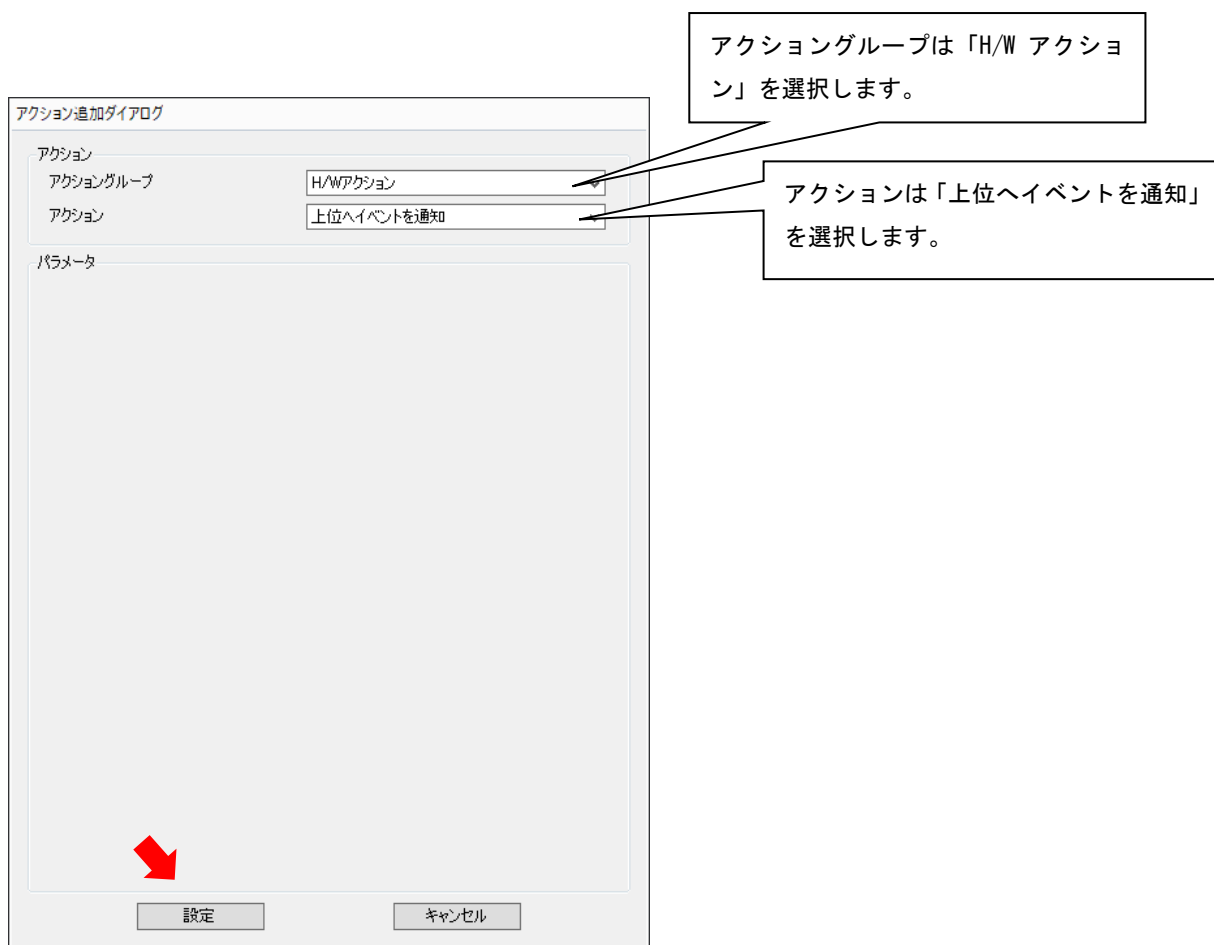 アクショングループは「H/W アクショ
ン」を選択します。
アクション追加ダイアログ
アクション
アクショングループ
H/Wアクション
アクションは「上位へイベントを通知」
を選択します。
アクション
上位へイベントを通知
パラメータ
設定
キャンセル